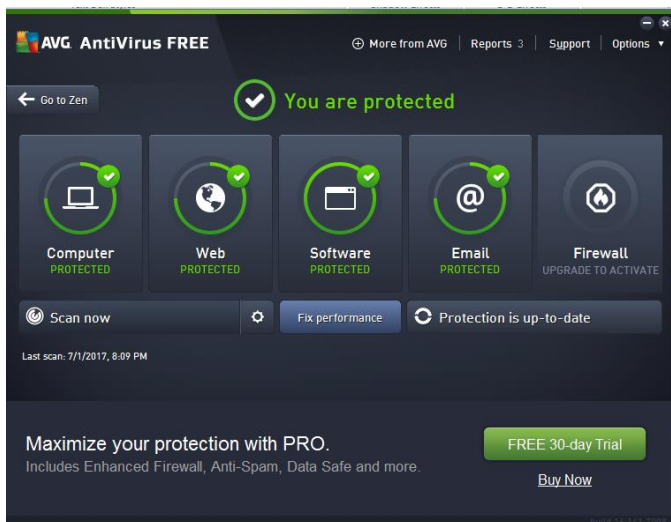 AVG AntiVirus FREE
More from AVG
Reports 3
Support
Options
Go to Zen
You are protected
Computer
PROTECTED
Web
PROTECTED
Software
PROTECTED
Email
PROTECTED
Firewall
UPGRADE TO ACTIVATE
Scan now
Fix performance
Protection is up-to-date
Last scan: 7/1/2017, 8:09 PM
Maximize your protection with PRO.
Includes Enhanced Firewall, Anti-Spam, Data Safe and more.
FREE 30-day Trial
Buy Now